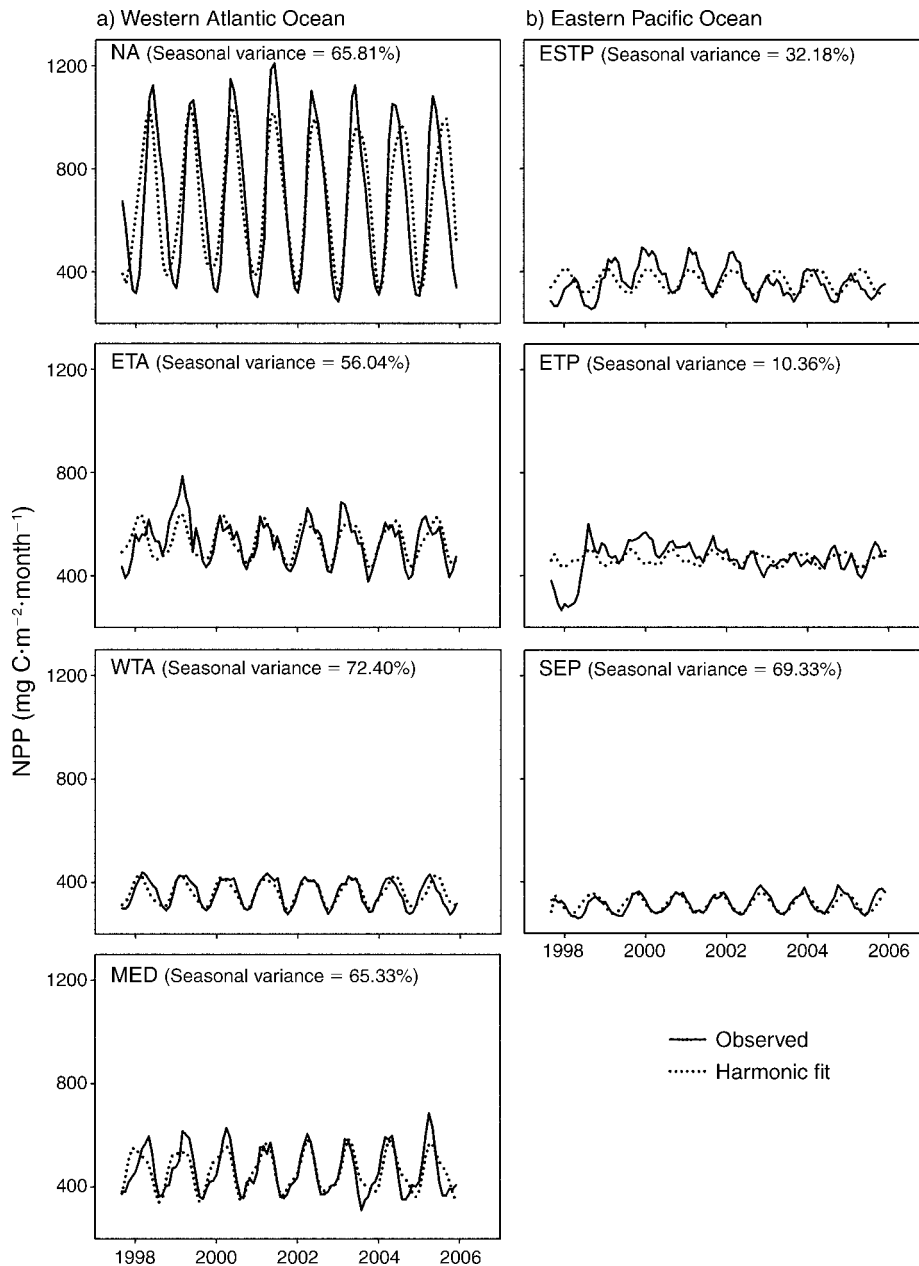 a) Western Atlantic Ocean
NA (Seasonal variance = 65.81%)
1200
800
400
ETA (Seasonal variance = 56.04%)
1200
800
400
WTA (Seasonal variance = 72.40%)
1200
800
400
MED (Seasonal variance = 65.33%)
1200
800
400
1998 2000 2002 2004 2006
NPP (mg C·m⁻²·month⁻¹)
b) Eastern Pacific Ocean
ESTP (Seasonal variance = 32.18%)
ETP (Seasonal variance = 10.36%)
SEP (Seasonal variance = 69.33%)
1998 2000 2002 2004 2006
Observed
Harmonic fit